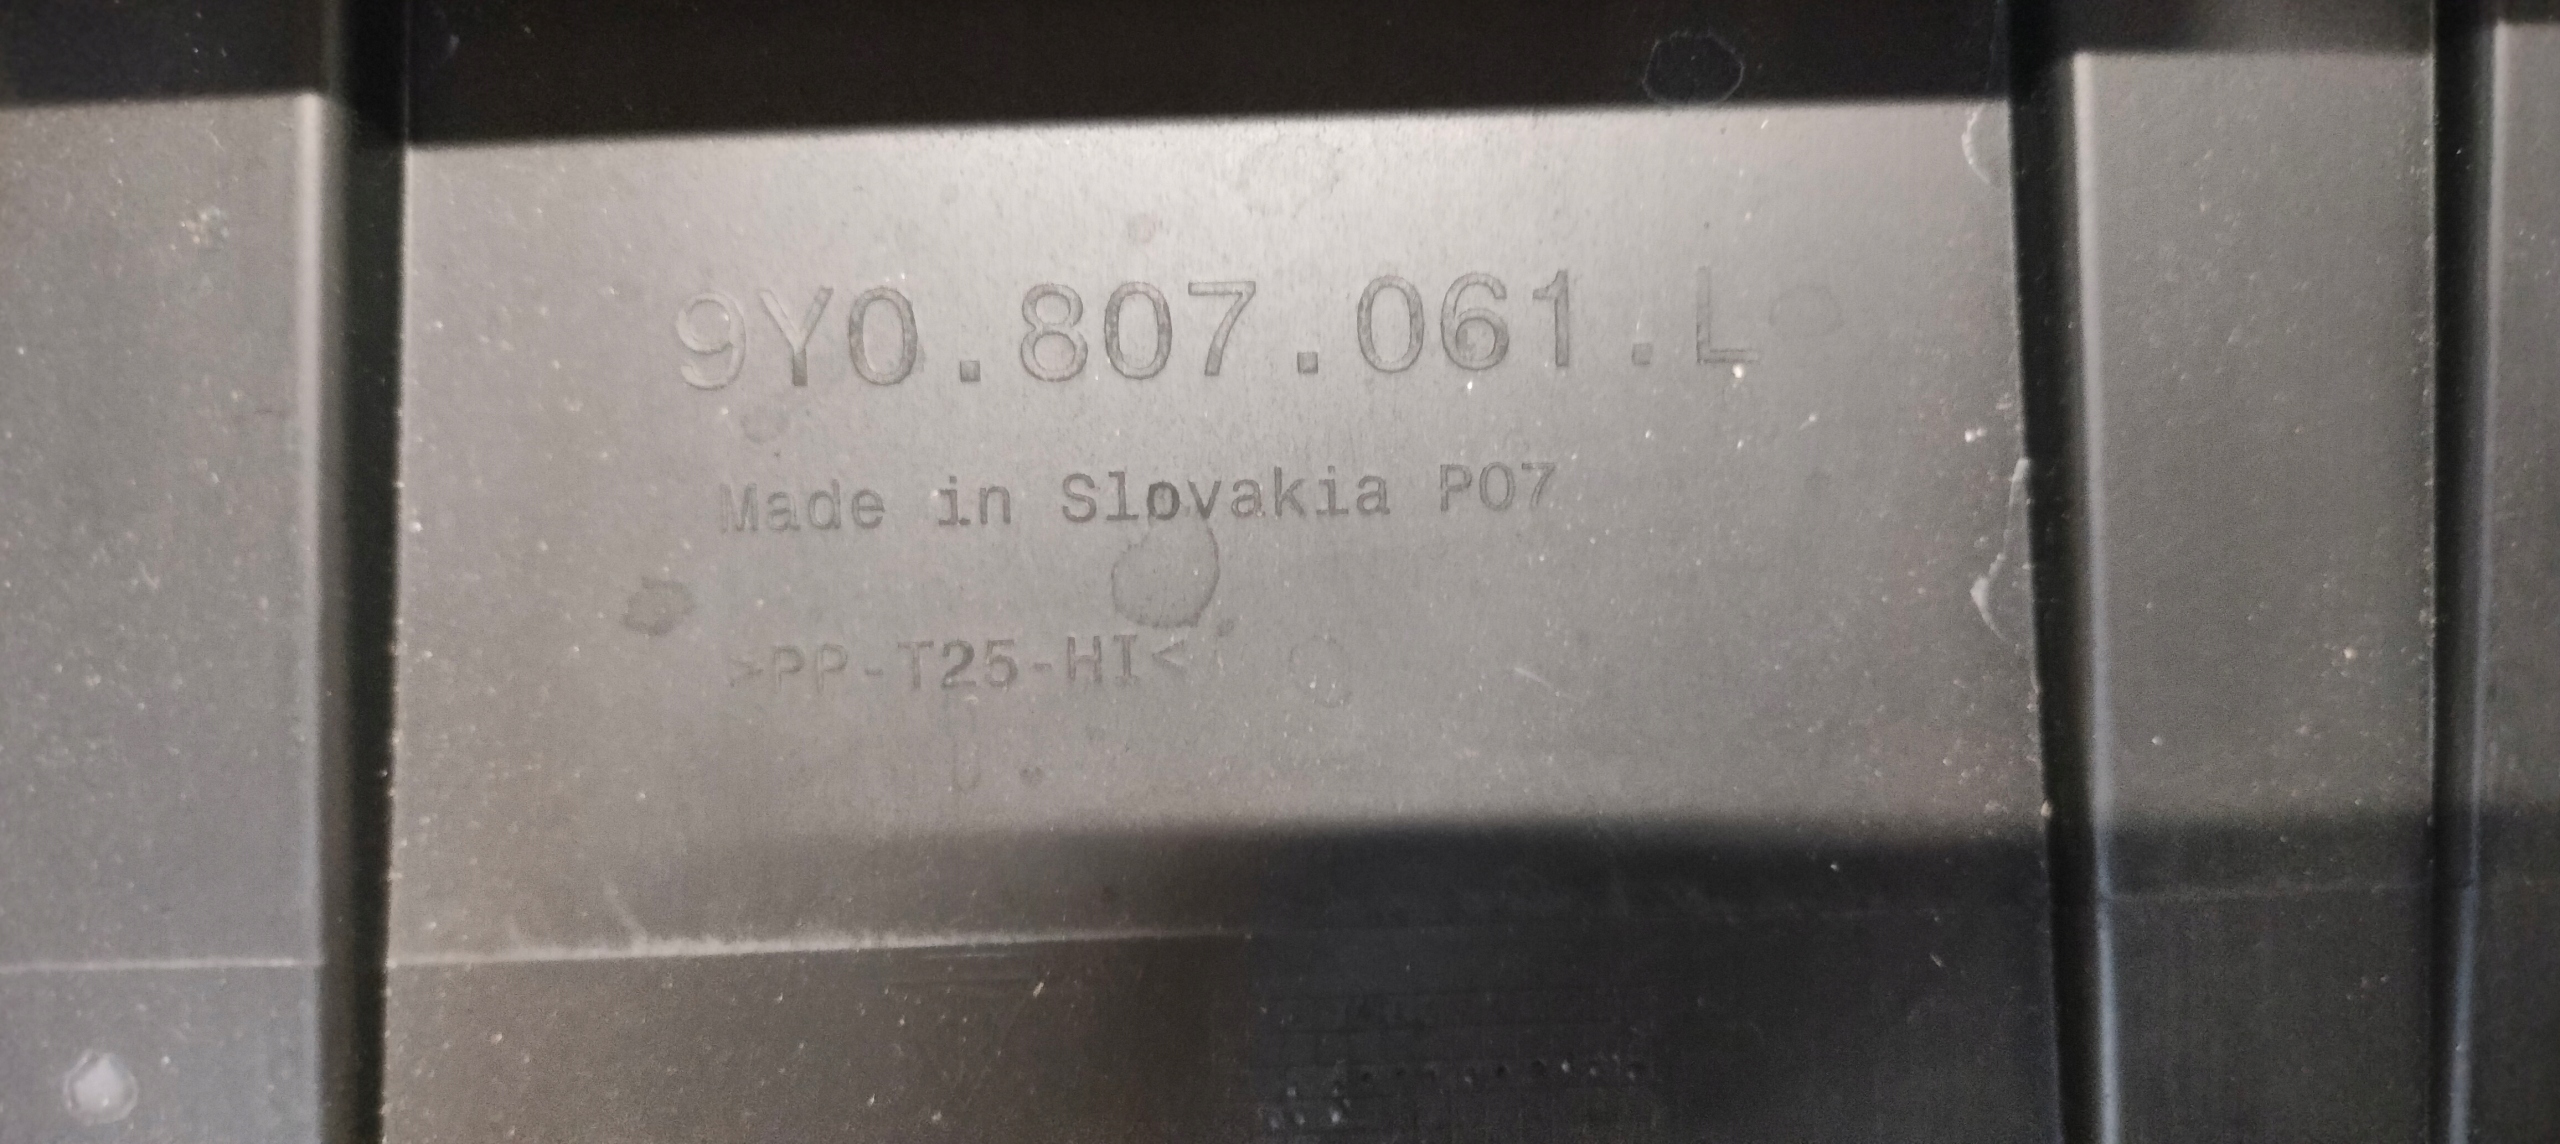 9Y0.807.061.L
Made in Slovakia P07
>PP-T25-HI<